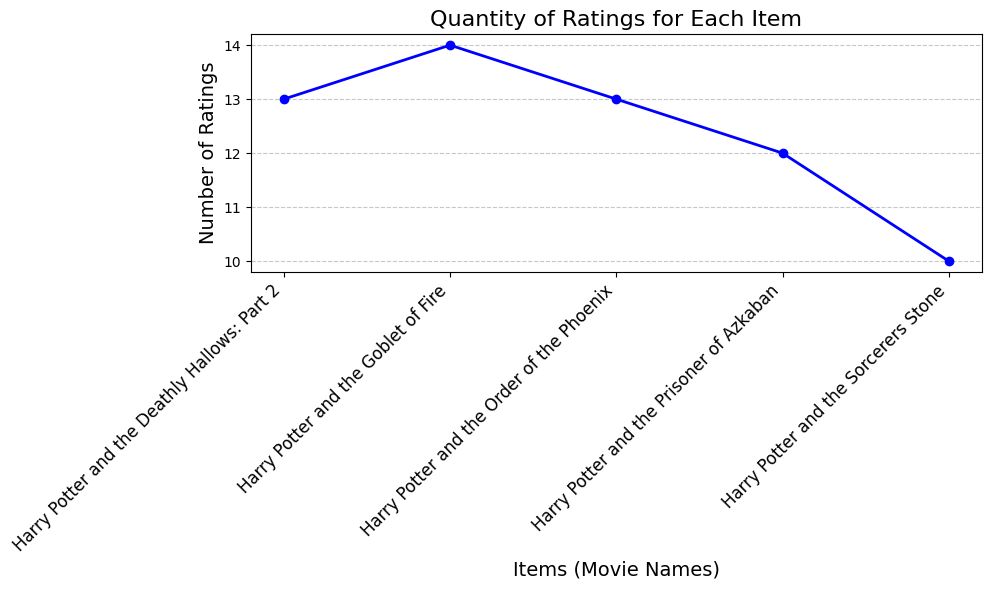 Quantity of Ratings for Each Item
Number of Ratings
14
13
12
11
10
Harry Potter and the Deathly Hallows: Part 2
Harry Potter and the Goblet of Fire
Harry Potter and the Order of the Phoenix
Harry Potter and the Prisoner of Azkaban
Harry Potter and the Sorcerers Stone
Items (Movie Names)